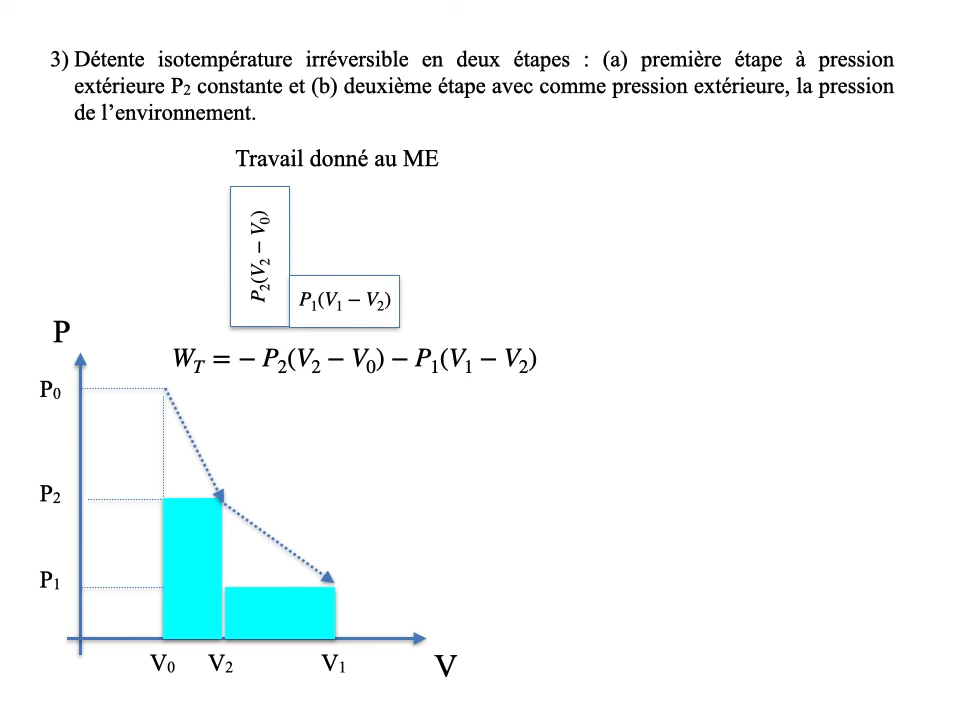 3) Détente isotempérature irréversible en deux étapes : (a) première étape à pression
extérieure P₂ constante et (b) deuxième étape avec comme pression extérieure, la pression
de l’environnement.
Travail donné au ME
P₂(V₂ − V₀)
P₁(V₁ − V₂)
P
W_T = − P₂(V₂ − V₀) − P₁(V₁ − V₂)
P₀
P₂
P₁
V₀ V₂ V₁ V